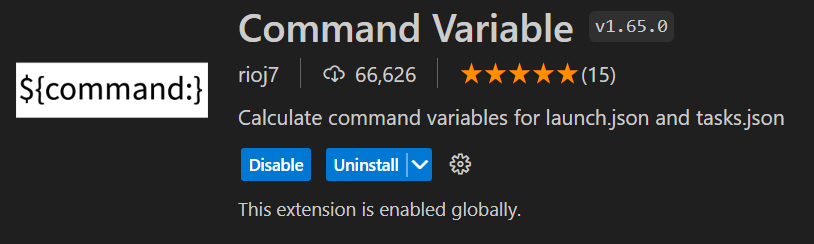 ${command:}
Command Variable v1.65.0
rioj7 66,626 ★★★★★(15)
Calculate command variables for launch.json and tasks.json
Disable Uninstall
This extension is enabled globally.